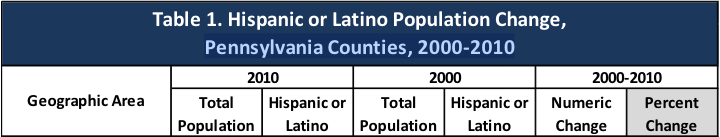 Table 1. Hispanic or Latino Population Change,
Pennsylvania Counties, 2000-2010
Geographic Area
2010
2000
2000-2010
Total Population
Hispanic or Latino
Total Population
Hispanic or Latino
Numeric Change
Percent Change